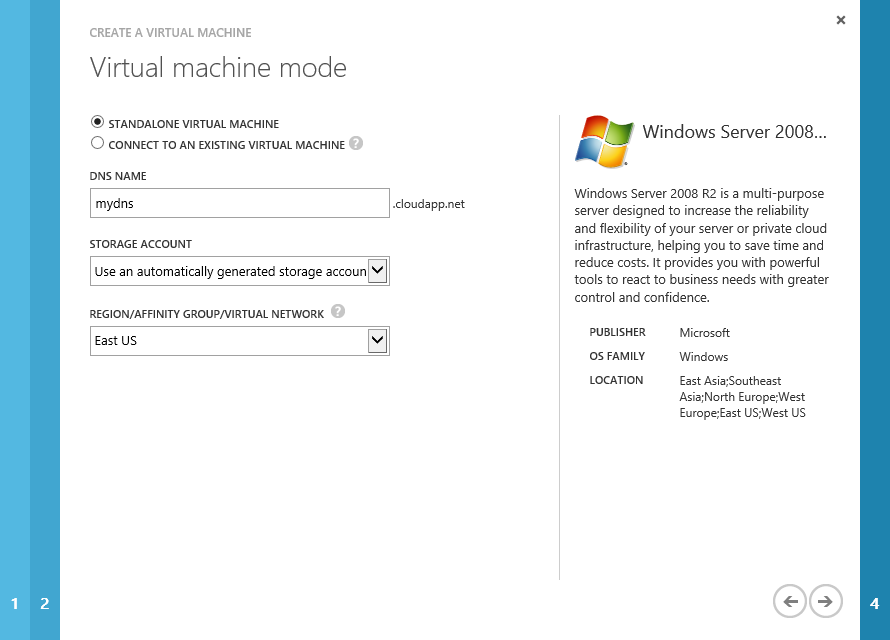 ×
CREATE A VIRTUAL MACHINE
Virtual machine mode
STANDALONE VIRTUAL MACHINE
CONNECT TO AN EXISTING VIRTUAL MACHINE ?
DNS NAME
mydns .cloudapp.net
STORAGE ACCOUNT
Use an automatically generated storage accoun
REGION/AFFINITY GROUP/VIRTUAL NETWORK ?
East US
Windows Server 2008...
Windows Server 2008 R2 is a multi-purpose
server designed to increase the reliability
and flexibility of your server or private cloud
infrastructure, helping you to save time and
reduce costs. It provides you with powerful
tools to react to business needs with greater
control and confidence.
PUBLISHER Microsoft
OS FAMILY Windows
LOCATION East Asia;Southeast
Asia;North Europe;West
Europe;East US;West US
1 2 4